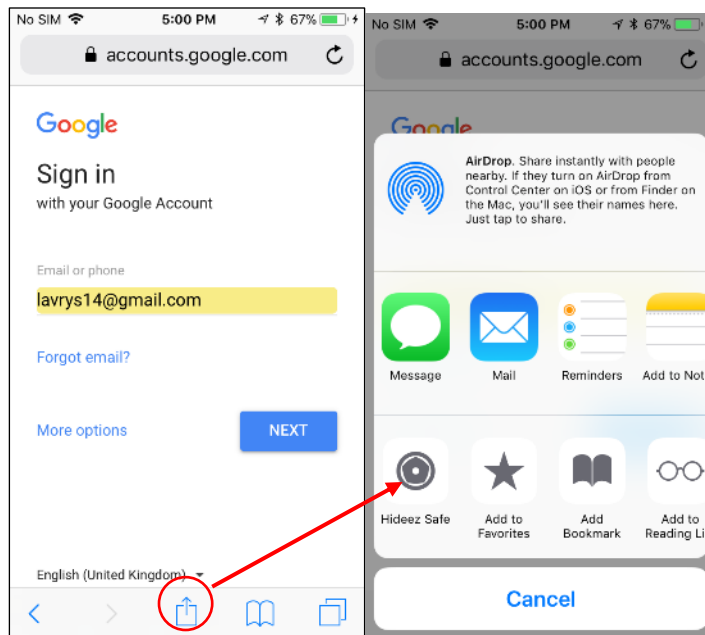 No SIM 5:00 PM 67%
accounts.google.com
Google
Sign in
with your Google Account
Email or phone
lavrys14@gmail.com
Forgot email?
More options
NEXT
English (United Kingdom)
No SIM 5:00 PM 67%
accounts.google.com
Google
AirDrop. Share instantly with people
nearby. If they turn on AirDrop from
Control Center on iOS or from Finder on
the Mac, you'll see their names here.
Just tap to share.
Message Mail Reminders Add to Not
Hideez Safe Add to Add Add to
Favorites Bookmark Reading Li
Cancel